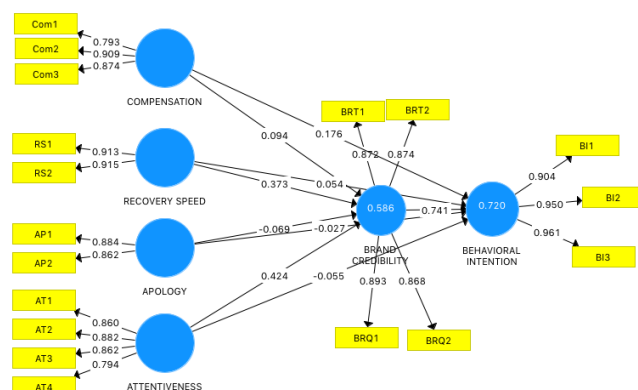 Com1
0.793
Com2
0.909
Com3
0.874
COMPENSATION
BRT1
BRT2
0.094
0.176
RS1
0.913
RS2
0.915
RECOVERY SPEED
0.872
0.874
BI1
0.904
0.373
0.054
0.586
0.741
0.720
0.950
BI2
AP1
0.884
AP2
0.862
APOLOGY
-0.069
-0.027
BRAND
CREDIBILITY
BEHAVIORAL
INTENTION
0.961
BI3
AT1
0.860
AT2
0.882
AT3
0.862
AT4
0.794
ATTENTIVENESS
0.424
-0.055
0.893
0.868
BRQ1
BRQ2